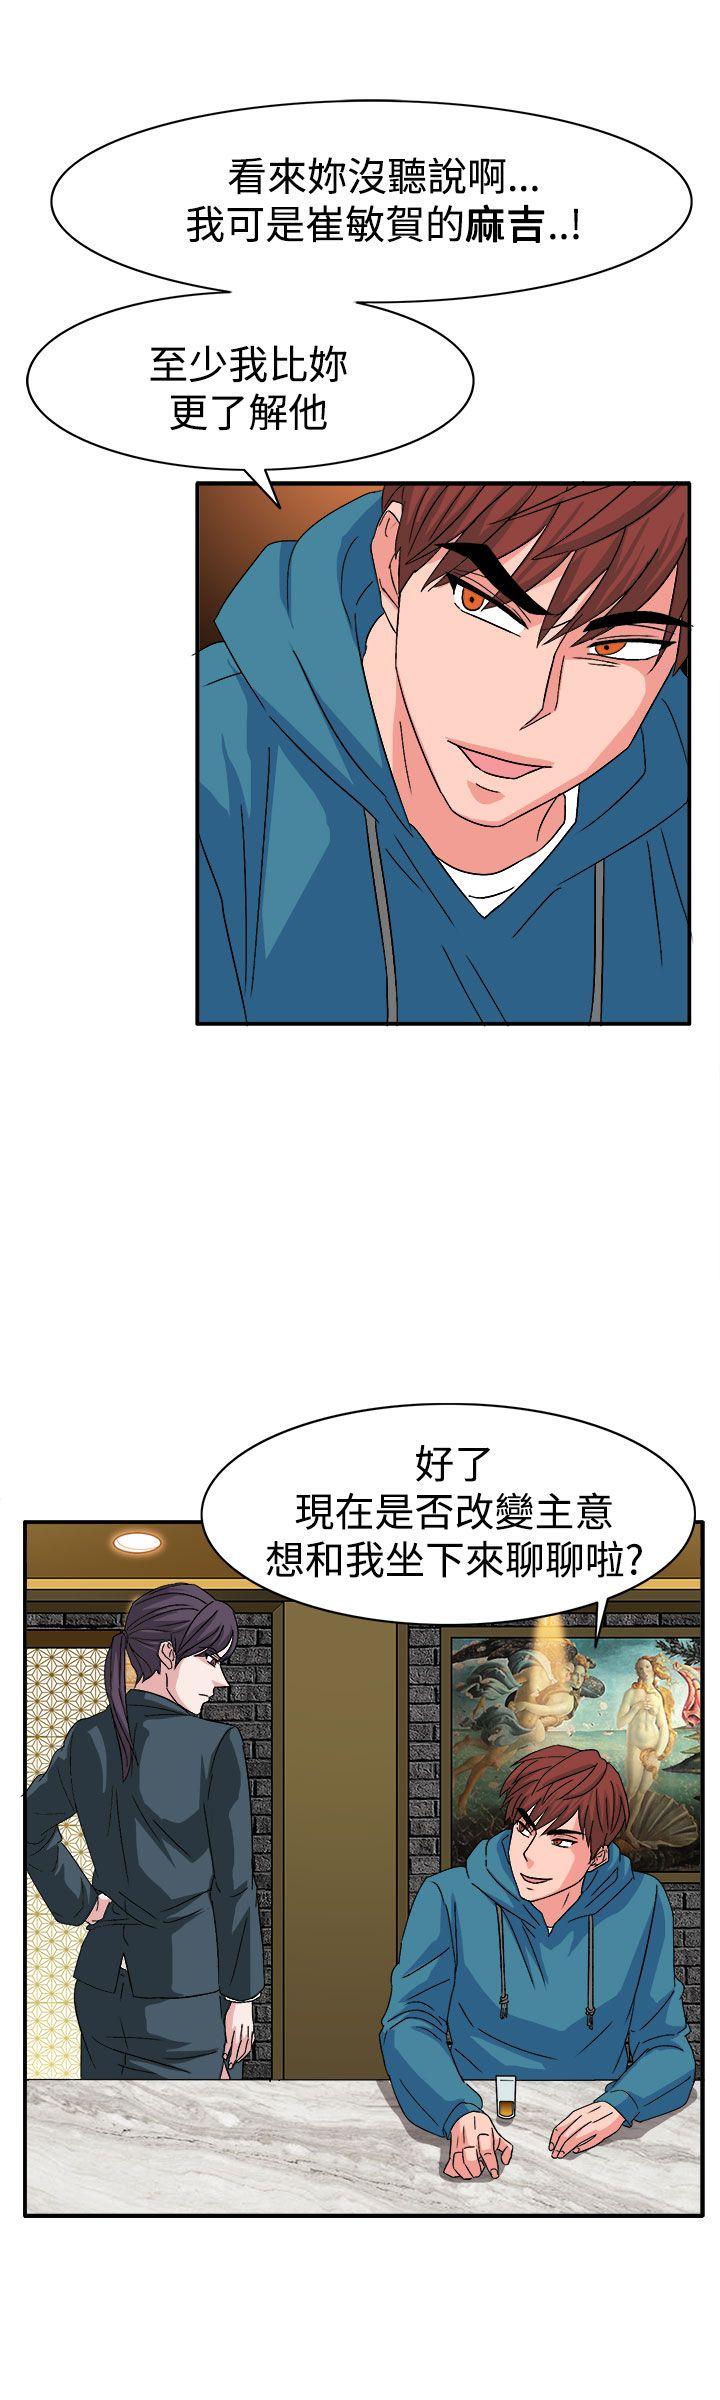 看來妳沒聽說啊...
我可是崔敏賀的麻吉..!
至少我比妳
更了解他
好了
現在是否改變主意
想和我坐下來聊聊啦?